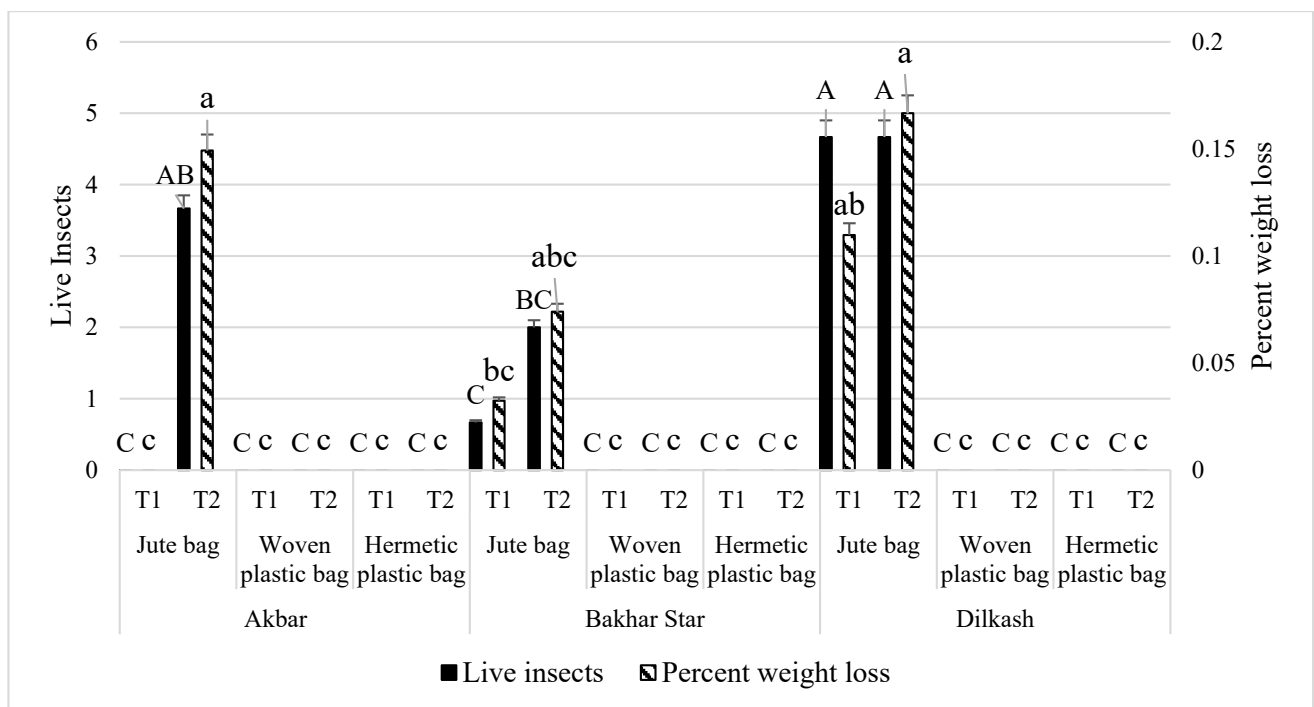 6 0.2
a
A A
5
a
0.15
AB
4
ab
3 0.1
abc
BC
2
0.05
bc
1
C
C c C c C c C c C c C c C c C c C c C c C c C c C c
0 0
Live Insects
Percent weight loss
T1 T2 T1 T2 T1 T2 T1 T2 T1 T2 T1 T2 T1 T2 T1 T2 T1 T2
Jute bag Woven Hermetic Jute bag Woven Hermetic Jute bag Woven Hermetic
plastic bag plastic bag plastic bag plastic bag plastic bag plastic bag
Akbar Bakhar Star Dilkash
Live insects Percent weight loss